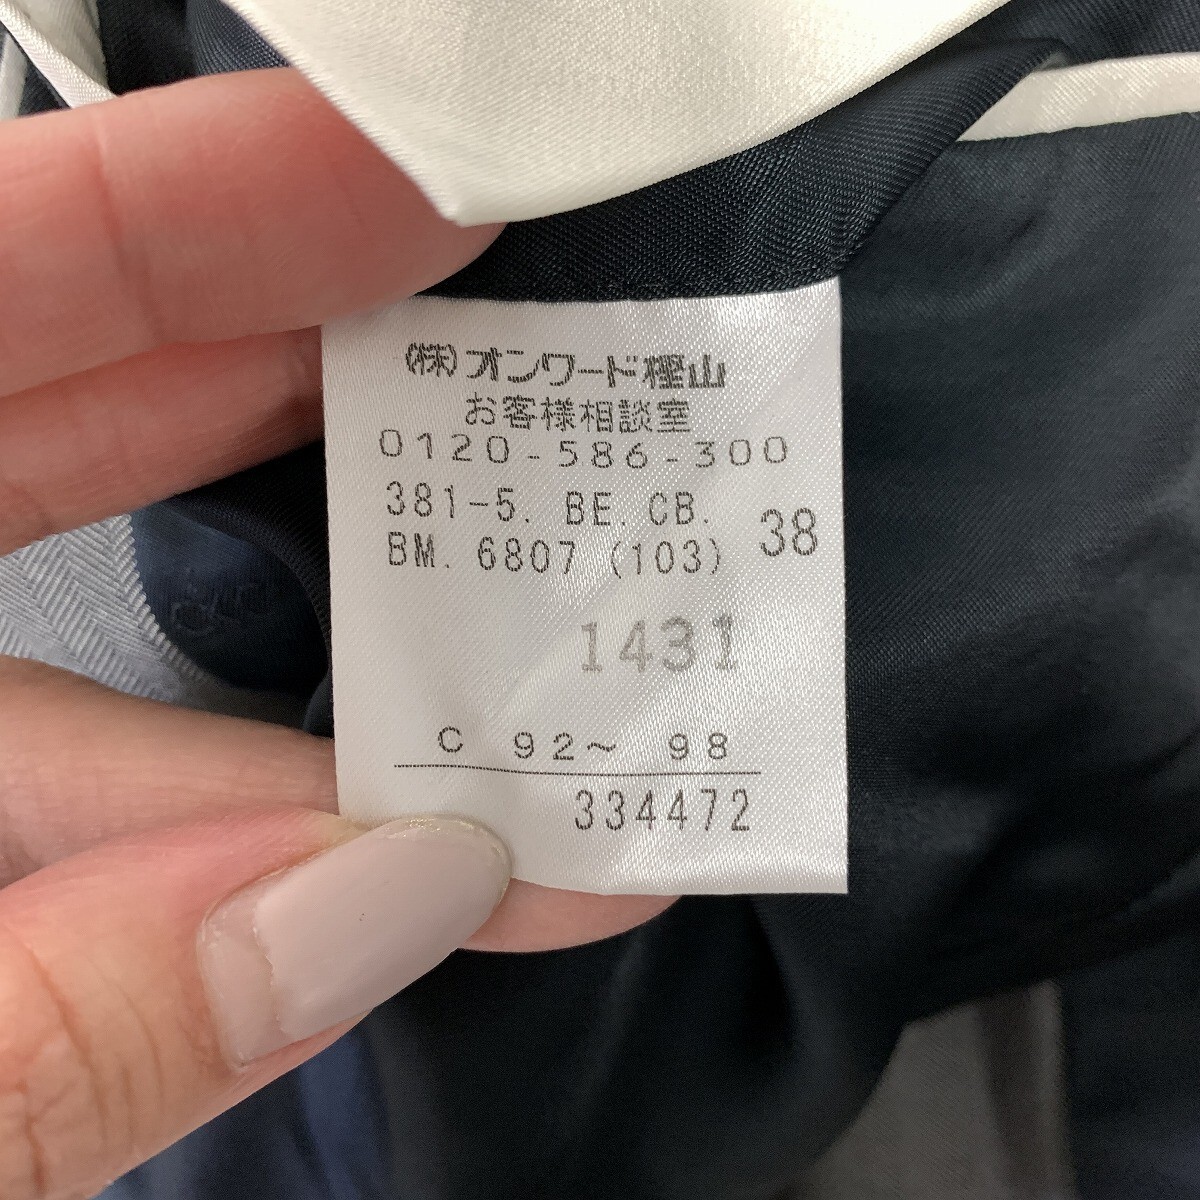 (株)オンワード樫山
お客様相談室
0120-586-300
381-5. BE. CB.
BM. 6807 (103) 38
1431
C 92~ 98
334472